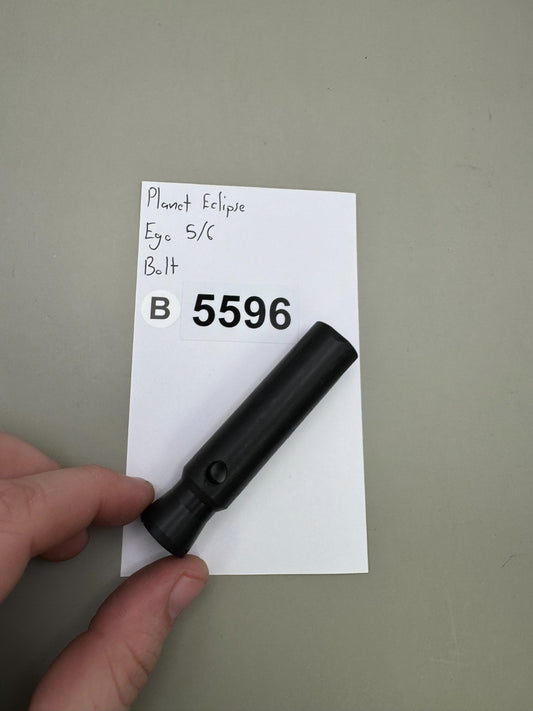 Planet Eclipse
Ego 5/6
Bolt
B 5596